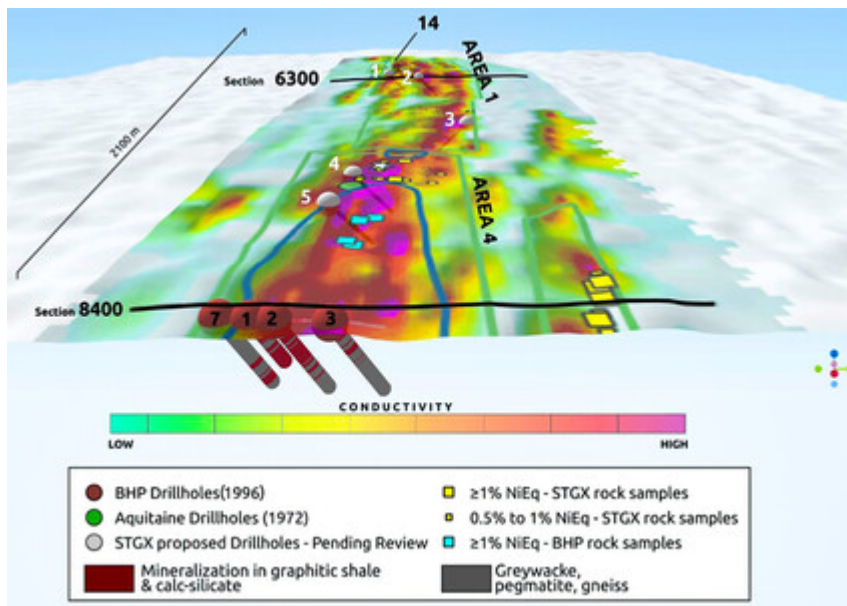 14
AREA 1
1
2
Section 6300
2100 m
3
4
5
AREA 4
Section 8400
7 1 2 3
CONDUCTIVITY
LOW HIGH
BHP Drillholes(1996)
Aquitaine Drillholes (1972)
STGX proposed Drillholes - Pending Review
Mineralization in graphitic shale
& calc-silicate
≥1% NiEq - STGX rock samples
0.5% to 1% NiEq - STGX rock samples
≥1% NiEq - BHP rock samples
Greywacke,
pegmatite, gneiss